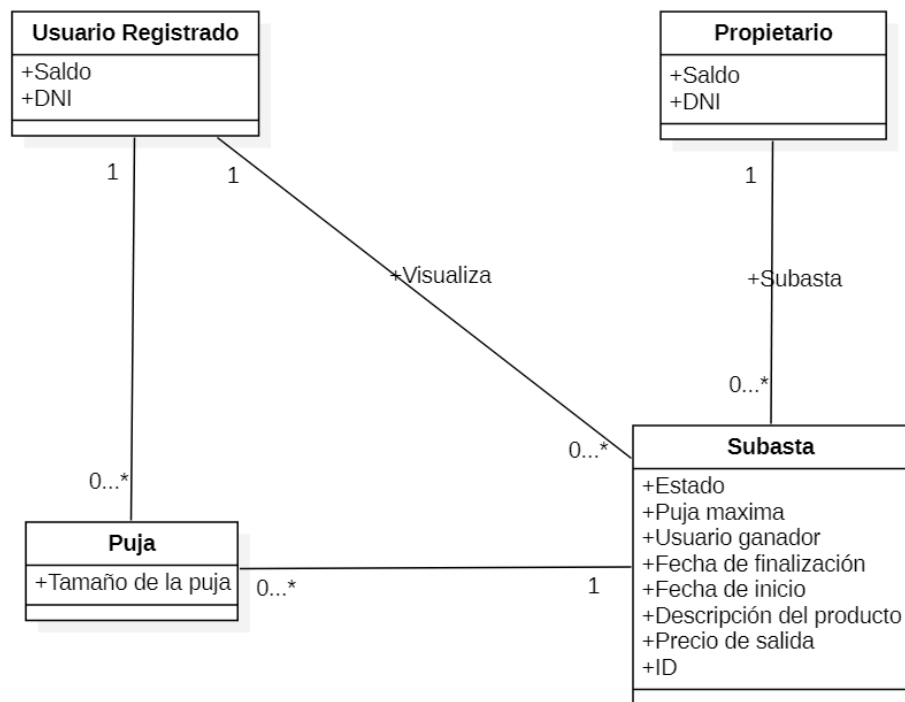 Usuario Registrado
+Saldo
+DNI
Propietario
+Saldo
+DNI
1
1
1
+Visualiza
+Subasta
0...*
0...*
0...*
Subasta
+Estado
+Puja maxima
+Usuario ganador
+Fecha de finalización
+Fecha de inicio
+Descripción del producto
+Precio de salida
+ID
Puja
+Tamaño de la puja
0...*
1